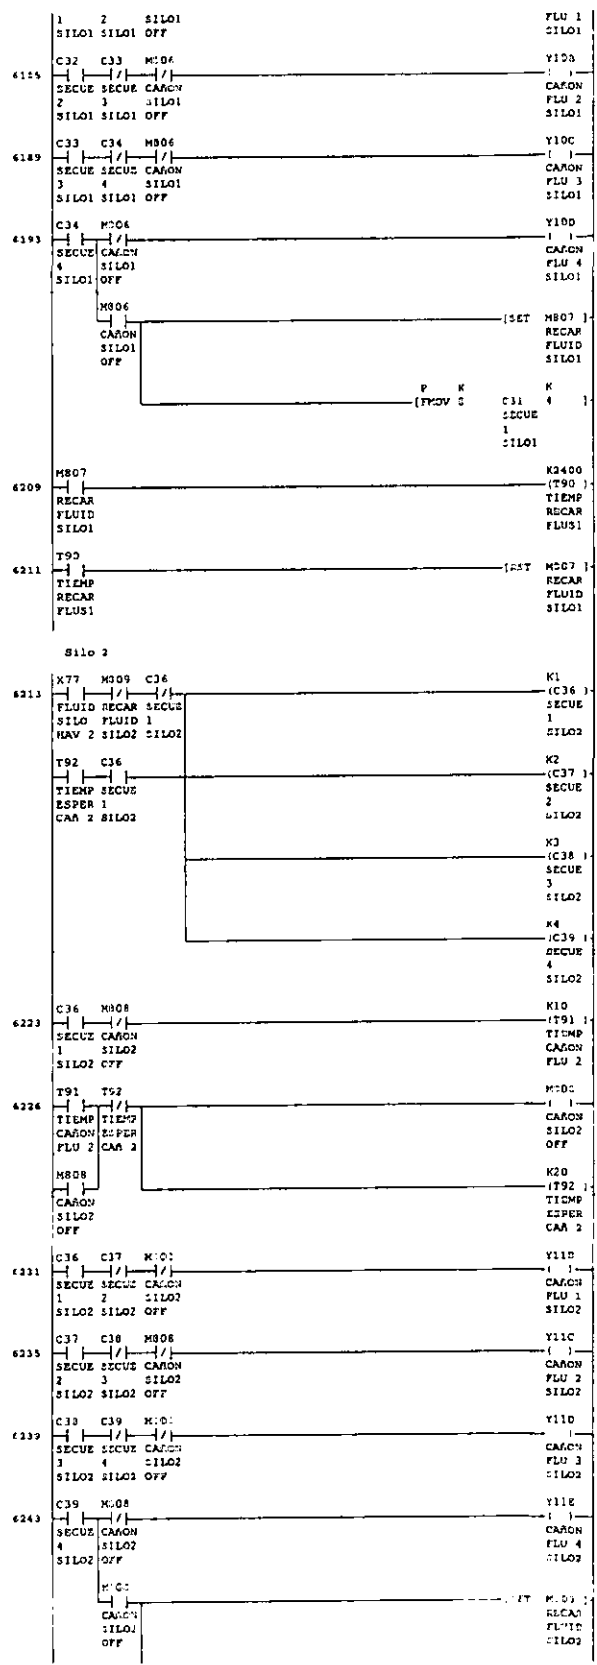 1 2 SILO1 FLU 1
SILO1 SILO1 OFF SILO1
C32 C33 M806 Y10B
6185
SECUE SECUE CAÑON CAÑON
2 3 SILO1 FLU 2
SILO1 SILO1 OFF SILO1
C33 C34 M806 Y10C
6189 ( )
SECUE SECUE CAÑON CAÑON
3 4 SILO1 FLU 3
SILO1 SILO1 OFF SILO1
C34 M806 Y10D
6193
SECUE CAÑON CAÑON
4 SILO1 FLU 4
SILO1 OFF SILO1
M806 [SET M807 ]
CAÑON RECAR
SILO1 FLUID
OFF SILO1
P K K
[FMOV C31 4 ]
SECUE
1
SILO1
M807 K2400
6209 (T90 )
RECAR TIEMP
FLUID RECAR
SILO1 FLUS1
T90
6211 [RST M807 ]
TIEMP RECAR
RECAR FLUID
FLUS1 SILO1
Silo 2
X77 M809 C36 K1
6213 (C36 )
FLUID RECAR SECUE SECUE
SILO FLUID 1 1
HAV 2 SILO2 SILO2 SILO2
T92 C36 K2
(C37 )
TIEMP SECUE SECUE
ESPER 1 2
CAÑ 2 SILO2 SILO2
K3
(C38 )
SECUE
3
SILO2
K4
(C39 )
SECUE
4
SILO2
C36 M808 K10
6223 (T91 )
SECUE CAÑON TIEMP
1 SILO2 CAÑON
SILO2 OFF FLU 2
T91 T92 M808
6226 ( )
TIEMP TIEMP CAÑON
CAÑON ESPER SILO2
FLU 2 CAÑ 2 OFF
M808 K20
(T92 )
CAÑON TIEMP
SILO2 ESPER
OFF CAÑ 2
C36 C37 Y11B
6231 ( )
SECUE SECUE CAÑON CAÑON
1 2 SILO2 FLU 1
SILO2 SILO2 OFF SILO2
C37 C38 M808 Y11C
6235 ( )
SECUE SECUE CAÑON CAÑON
2 3 SILO2 FLU 2
SILO2 SILO2 OFF SILO2
C38 C39 Y11D
6239
SECUE SECUE CAÑON CAÑON
3 4 SILO2 FLU 3
SILO2 SILO2 OFF SILO2
C39 M808 Y11E
6243 ( )
SECUE CAÑON CAÑON
4 SILO2 FLU 4
SILO2 OFF SILO2
CAÑON RECAR
SILO2 FLUID
OFF SILO2